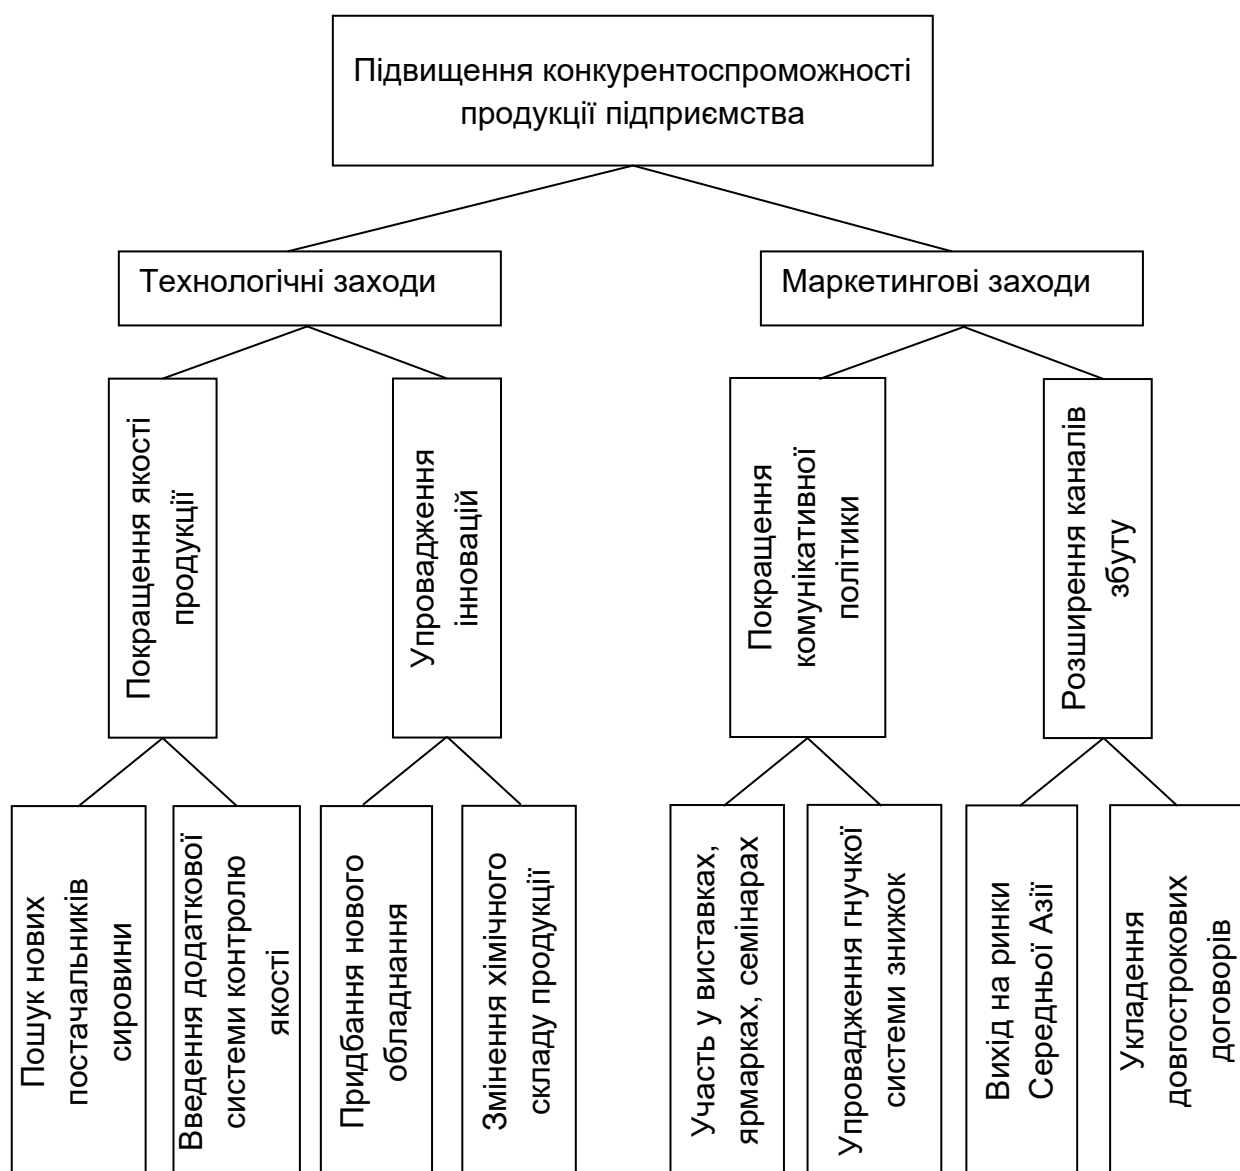 Підвищення конкурентоспроможності
продукції підприємства
Технологічні заходи
Маркетингові заходи
Покращення якості
продукції
Упровадження
інновацій
Покращення
комунікативної
політики
Розширення каналів
збуту
Пошук нових
постачальників
сировини
Введення додаткової
системи контролю
якості
Придбання нового
обладнання
Змінення хімічного
складу продукції
Участь у виставках,
ярмарках, семінарах
Упровадження гнучкої
системи знижок
Вихід на ринки
Середньої Азії
Укладення
довгострокових
договорів